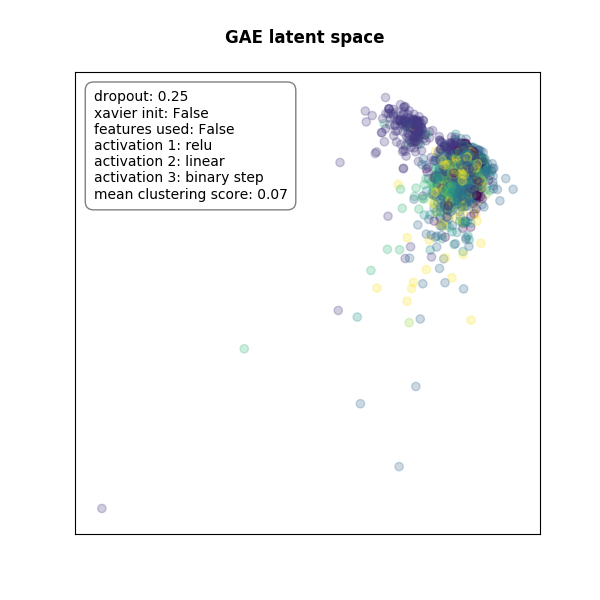 GAE latent space
dropout: 0.25
xavier init: False
features used: False
activation 1: relu
activation 2: linear
activation 3: binary step
mean clustering score: 0.07